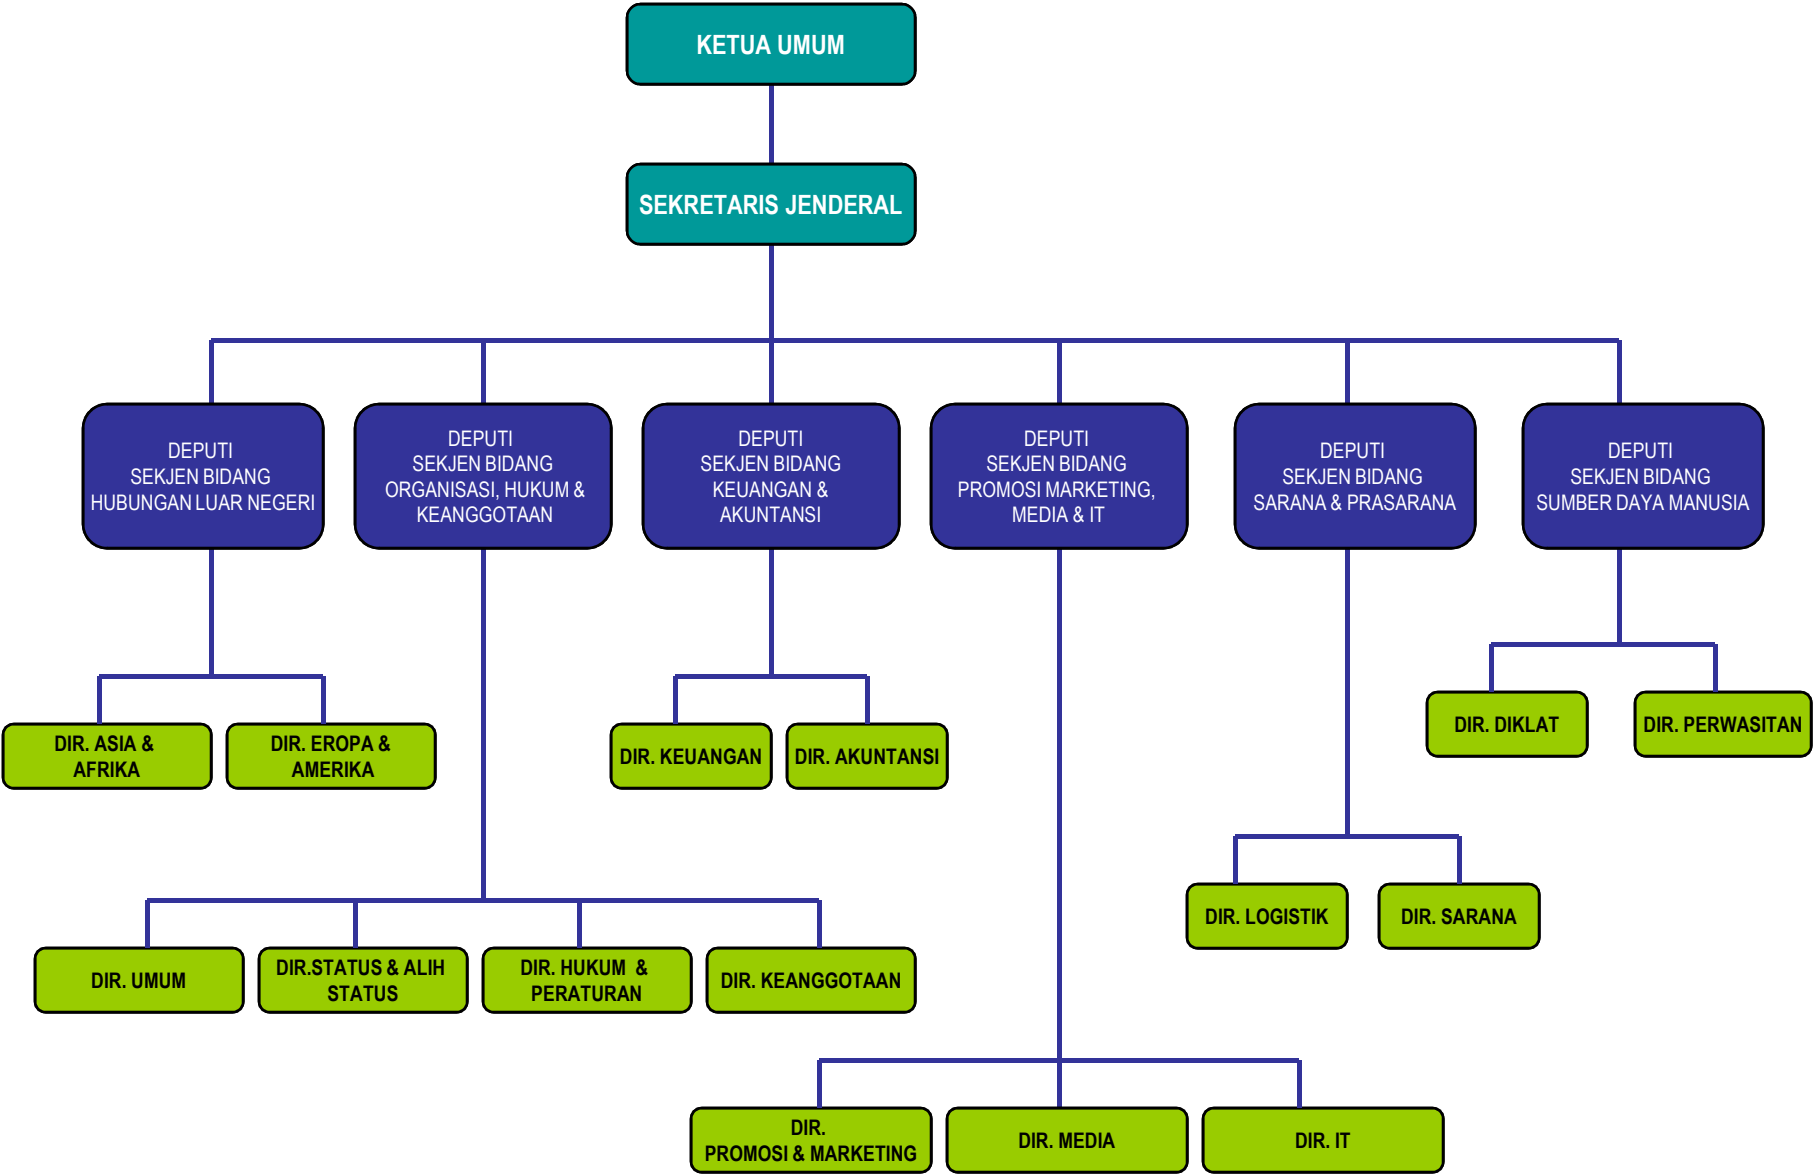 KETUA UMUM
SEKRETARIS JENDERAL
DEPUTI
SEKJEN BIDANG
HUBUNGAN LUAR NEGERI
DEPUTI
SEKJEN BIDANG
ORGANISASI, HUKUM &
KEANGGOTAAN
DEPUTI
SEKJEN BIDANG
KEUANGAN &
AKUNTANSI
DEPUTI
SEKJEN BIDANG
PROMOSI MARKETING,
MEDIA & IT
DEPUTI
SEKJEN BIDANG
SARANA & PRASARANA
DEPUTI
SEKJEN BIDANG
SUMBER DAYA MANUSIA
DIR. ASIA &
AFRIKA
DIR. EROPA &
AMERIKA
DIR. KEUANGAN
DIR. AKUNTANSI
DIR. DIKLAT
DIR. PERWASITAN
DIR. LOGISTIK
DIR. SARANA
DIR. UMUM
DIR.STATUS & ALIH
STATUS
DIR. HUKUM &
PERATURAN
DIR. KEANGGOTAAN
DIR.
PROMOSI & MARKETING
DIR. MEDIA
DIR. IT